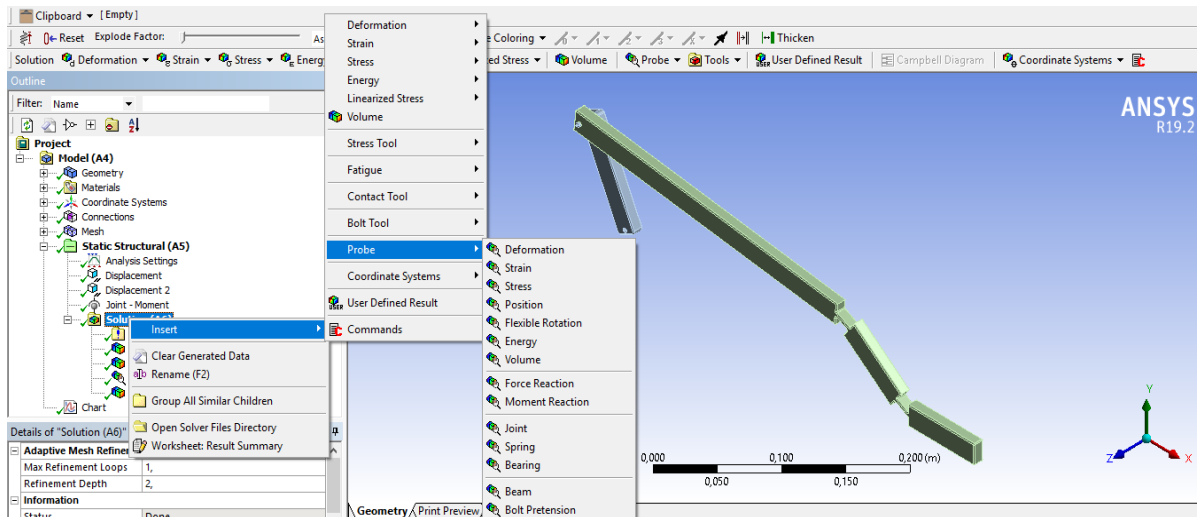 Clipboard [Empty]
Reset Explode Factor: As
e Coloring Thicken
Solution Deformation Strain Stress Energ
ed Stress Volume Probe Tools User Defined Result Campbell Diagram Coordinate Systems
Outline
Filter: Name
Project
Model (A4)
Geometry
Materials
Coordinate Systems
Connections
Mesh
Static Structural (A5)
Analysis Settings
Displacement
Displacement 2
Joint - Moment
Chart
Insert
Clear Generated Data
Rename (F2)
Group All Similar Children
Open Solver Files Directory
Worksheet: Result Summary
Deformation
Strain
Stress
Energy
Linearized Stress
Volume
Stress Tool
Fatigue
Contact Tool
Bolt Tool
Probe
Coordinate Systems
User Defined Result
Commands
Deformation
Strain
Stress
Position
Flexible Rotation
Energy
Volume
Force Reaction
Moment Reaction
Joint
Spring
Bearing
Beam
Bolt Pretension
Details of "Solution (A6)"
Adaptive Mesh Refine
Max Refinement Loops 1,
Refinement Depth 2,
Information
Status Done
ANSYS
R19.2
0,000 0,100 0,200 (m)
0,050 0,150
Y
Z X
Geometry Print Preview